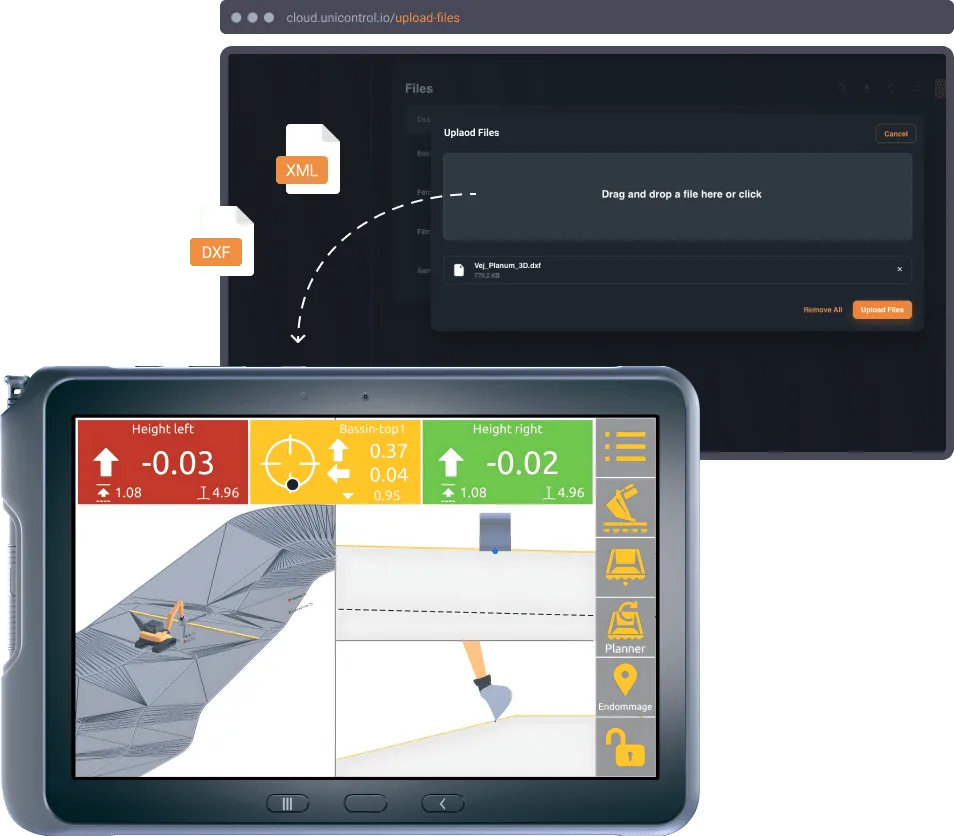 cloud.unicontrol.io/upload-files
Files
Uplaod Files
Cancel
XML
Drag and drop a file here or click
DXF
Vej_Planum_3D.dxf
779.2 KB
×
Remove All
Upload Files
Height left
-0.03
1.08
4.96
Bassin-top1
0.37
0.04
0.95
Height right
-0.02
1.08
4.96
Planner
Endommage